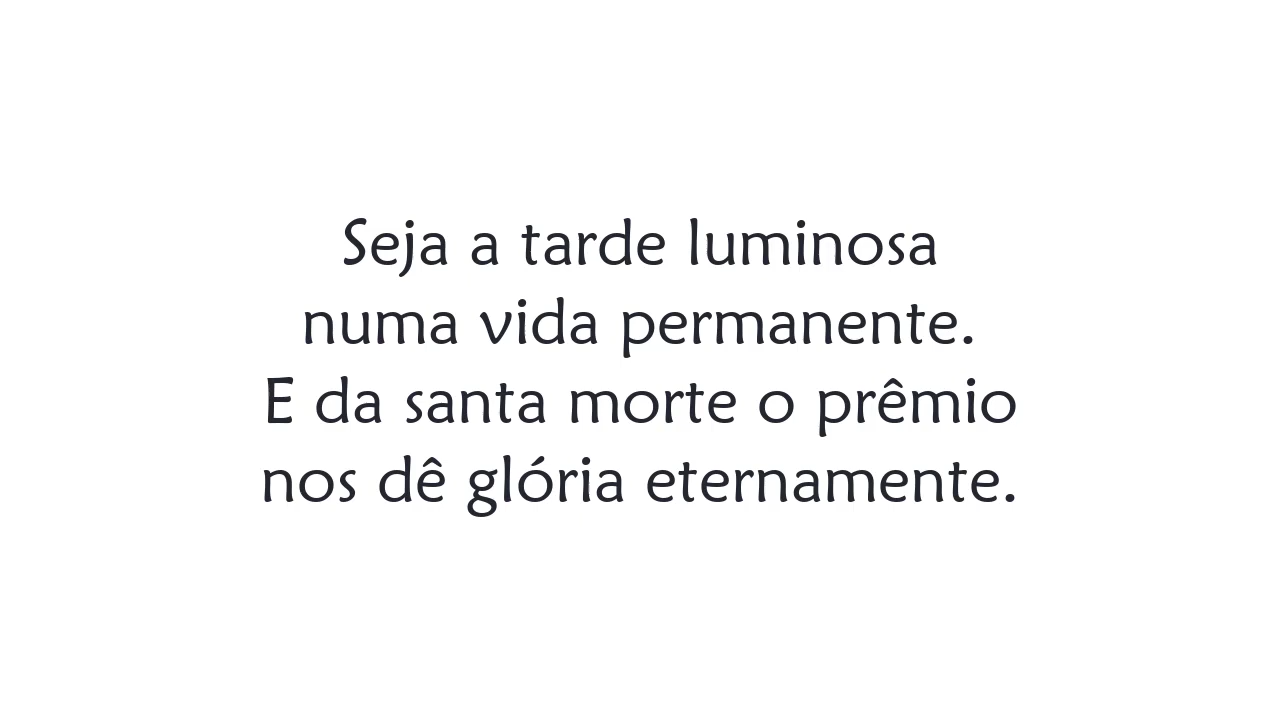 Seja a tarde luminosa
numa vida permanente.
E da santa morte o prêmio
nos dê glória eternamente.